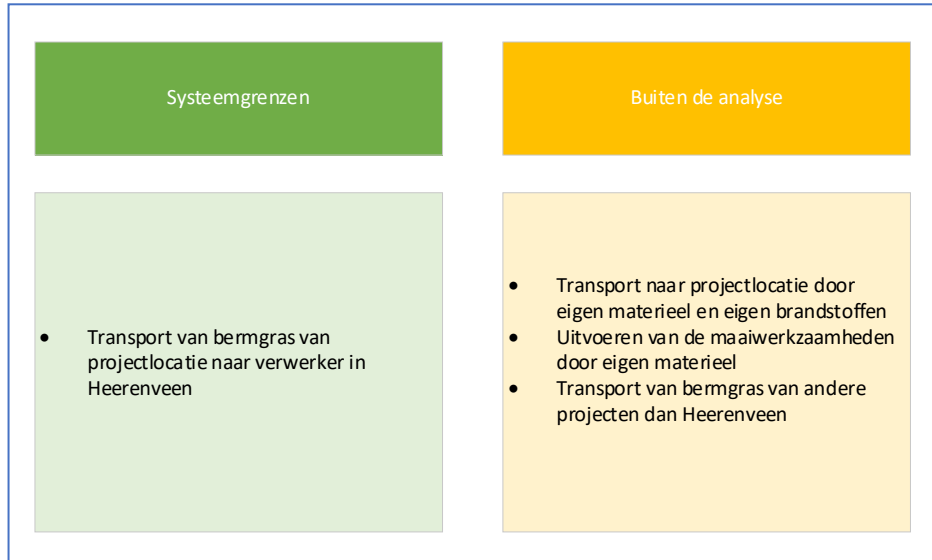 Systeemgrenzen
Buiten de analyse
• Transport van bermgras van
projectlocatie naar verwerker in
Heerenveen
• Transport naar projectlocatie door
eigen materieel en eigen brandstoffen
• Uitvoeren van de maaiwerkzaamheden
door eigen materieel
• Transport van bermgras van andere
projecten dan Heerenveen